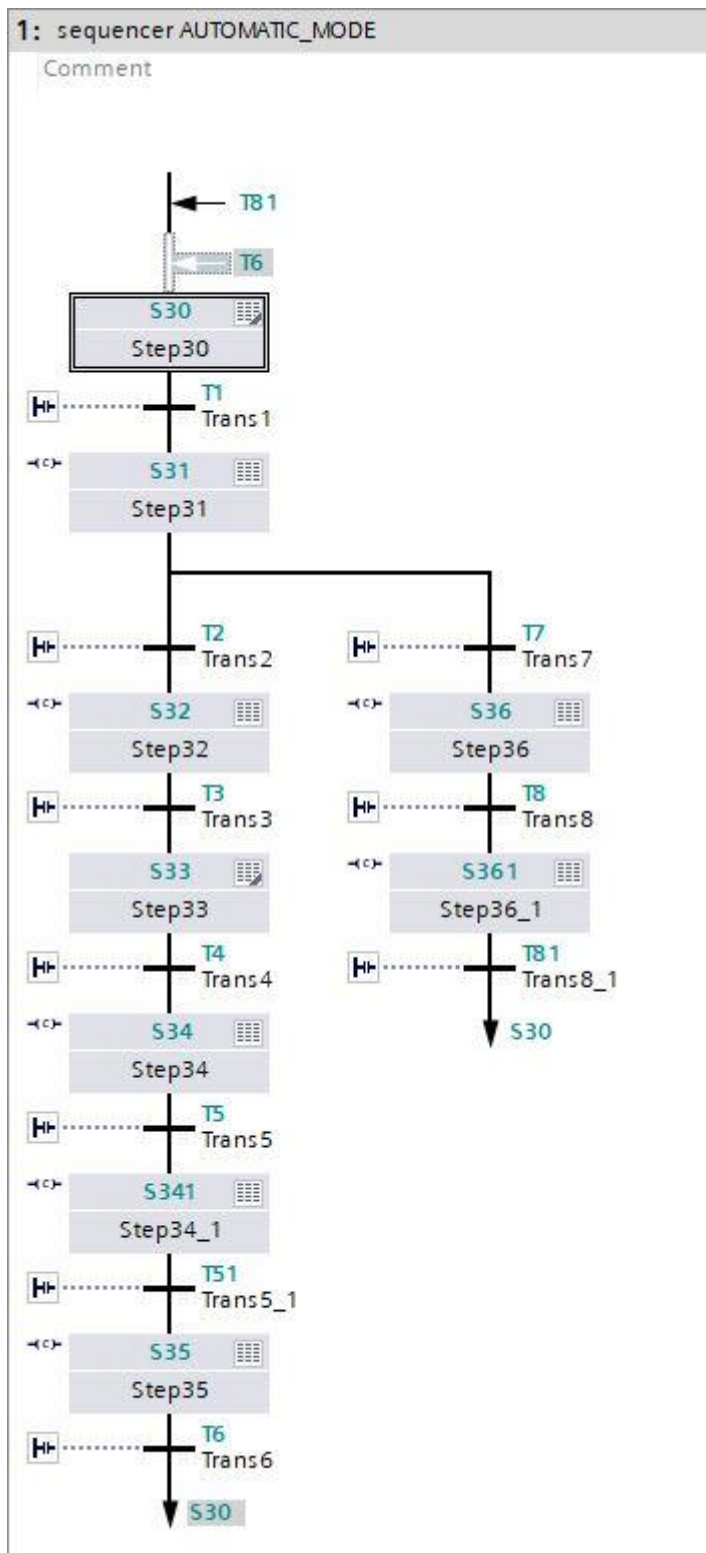 1: sequencer AUTOMATIC_MODE
Comment
T81
T6
S30
Step30
T1
Trans1
S31
Step31
T2
Trans2
T7
Trans7
S32
Step32
S36
Step36
T3
Trans3
T8
Trans8
S33
Step33
S361
Step36_1
T4
Trans4
T81
Trans8_1
S30
S34
Step34
T5
Trans5
S341
Step34_1
T51
Trans5_1
S35
Step35
T6
Trans6
S30